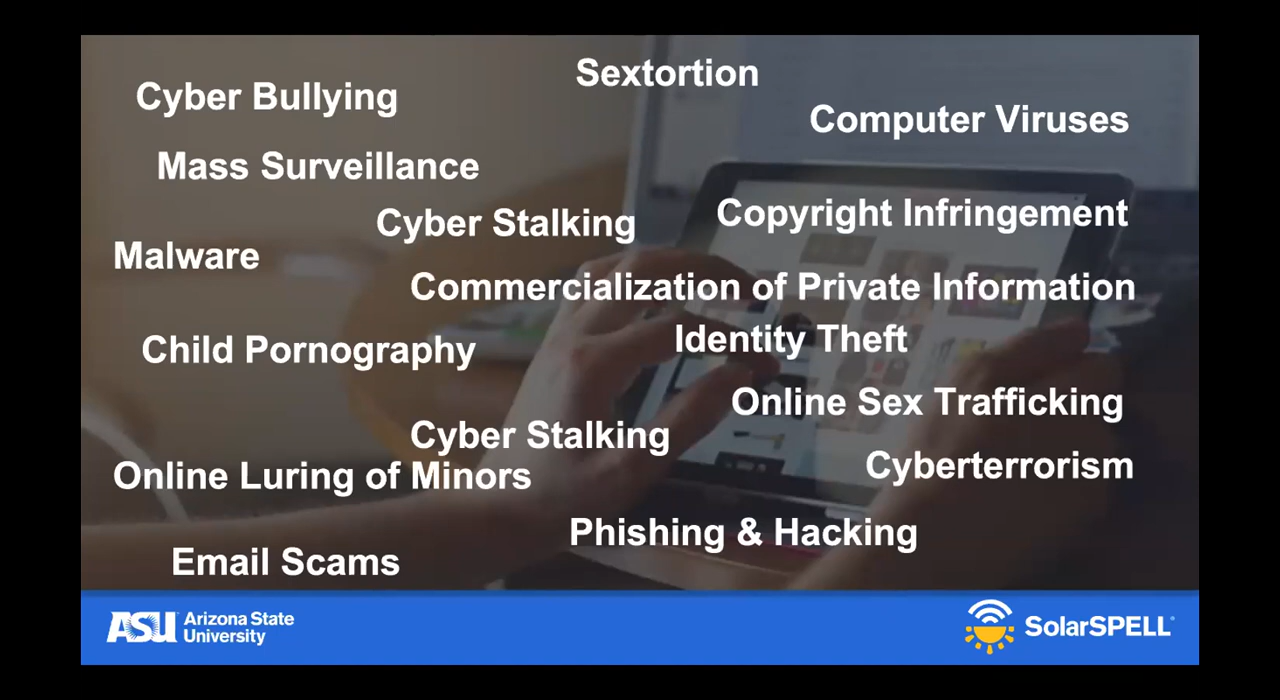 Sextortion
Cyber Bullying
Computer Viruses
Mass Surveillance
Copyright Infringement
Cyber Stalking
Malware
Commercialization of Private Information
Identity Theft
Child Pornography
Online Sex Trafficking
Cyber Stalking
Cyberterrorism
Online Luring of Minors
Phishing & Hacking
Email Scams
ASU Arizona State
University
SolarSPELL